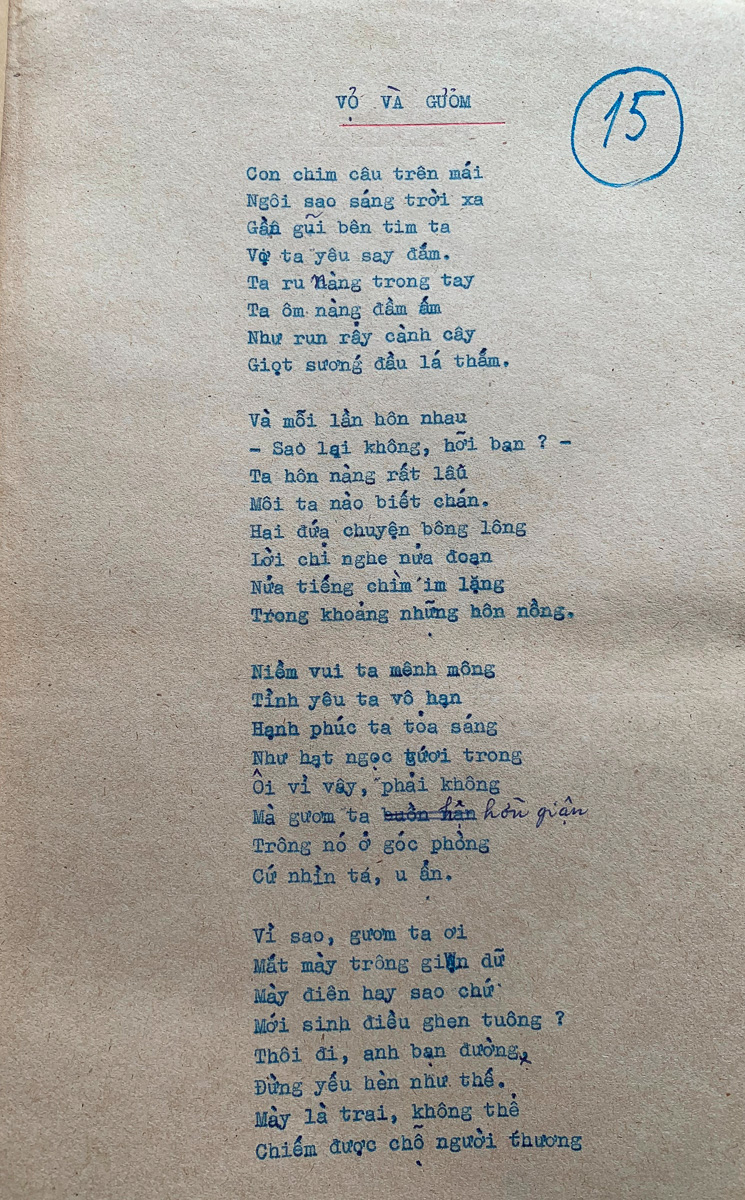 VỢ VÀ GƯƠM
15
Con chim câu trên mái
Ngôi sao sáng trời xa
Gần gũi bên tim ta
Vợ ta yêu say đắm.
Ta ru nàng trong tay
Ta ôm nàng đầm ấm
Như run rẩy cành cây
Giọt sương đầu lá thắm.
Và mỗi lần hôn nhau
- Sao lại không, hỡi bạn ? -
Ta hôn nàng rất lâu
Môi ta nào biết chán.
Hai đứa chuyện bông lông
Lời chỉ nghe nửa đoạn
Nửa tiếng chìm im lặng
Trong khoảng những hôn nồng.
Niềm vui ta mênh mông
Tình yêu ta vô hạn
Hạnh phúc ta tỏa sáng
Như hạt ngọc tươi trong
Ôi vì vậy, phải không
Mà gươm ta buồn hận hờn giận
Trông nó ở góc phòng
Cứ nhìn ta, u ẩn.
Vì sao, gươm ta ơi
Mắt mày trông giận dữ
Mày điên hay sao chứ
Mới sinh điều ghen tuông ?
Thôi đi, anh bạn đường,
Đừng yếu hèn như thế.
Mày là trai, không thể
Chiếm được chỗ người thương